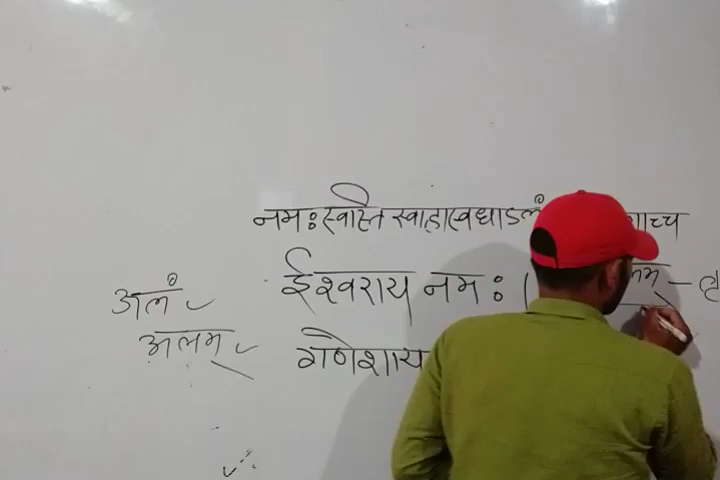 नमःस्वस्ति स्वाहास्वधाऽलं
ईश्वराय नमः।
अलं
अलम्
गणेशाय